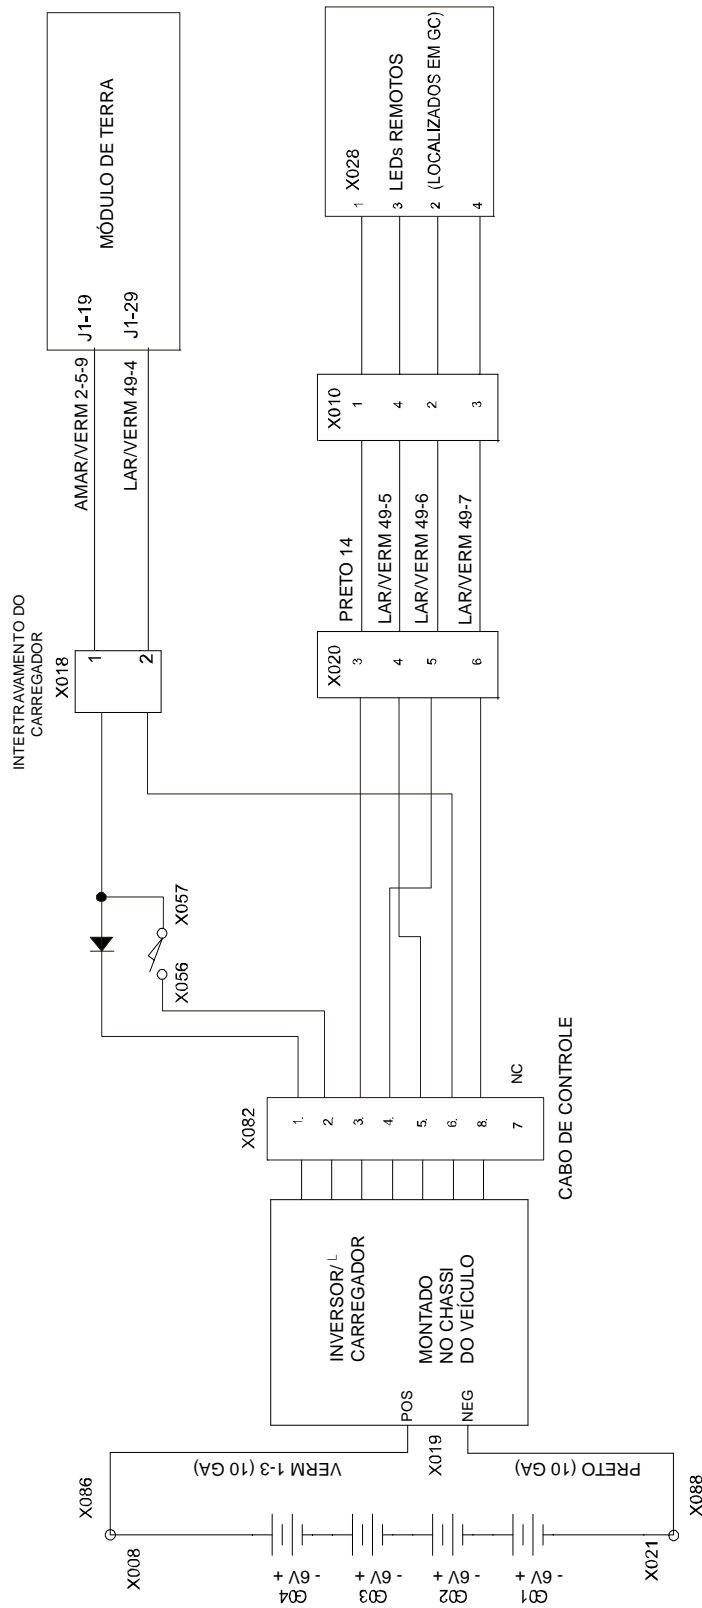 MÓDULO DE TERRA
J1-19
J1-29
AMAR/VERM 2-5-9
LAR/VERM 49-4
INTERTRAVAMENTO DO
CARREGADOR
X018
1
2
X057
X056
X028
LEDs REMOTOS
(LOCALIZADOS EM GC)
1
3
2
4
X010
1
4
2
3
PRETO 14
LAR/VERM 49-5
LAR/VERM 49-6
LAR/VERM 49-7
X020
3
4
5
6
X082
1.
2.
3.
4.
5.
6.
8.
7
NC
CABO DE CONTROLE
INVERSOR/
CARREGADOR
MONTADO
NO CHASSI
DO VEÍCULO
POS
NEG
X019
VERM 1-3 (10 GA)
PRETO (10 GA)
X086
X008
X088
X021
G04
- 6V +
G03
- 6V +
G02
- 6V +
G01
- 6V +